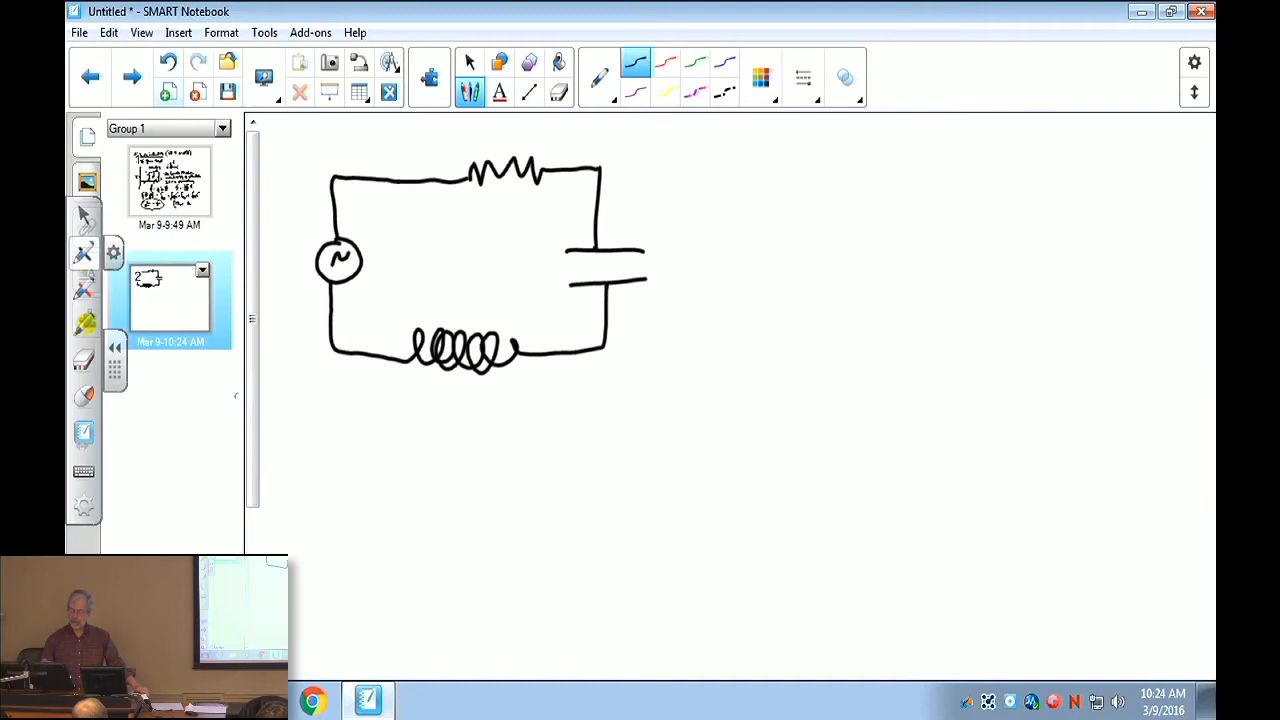 Untitled * - SMART Notebook
File Edit View Insert Format Tools Add-ons Help
Group 1
Mar 9-9:49 AM
Mar 9-10:24 AM
10:24 AM
3/9/2016